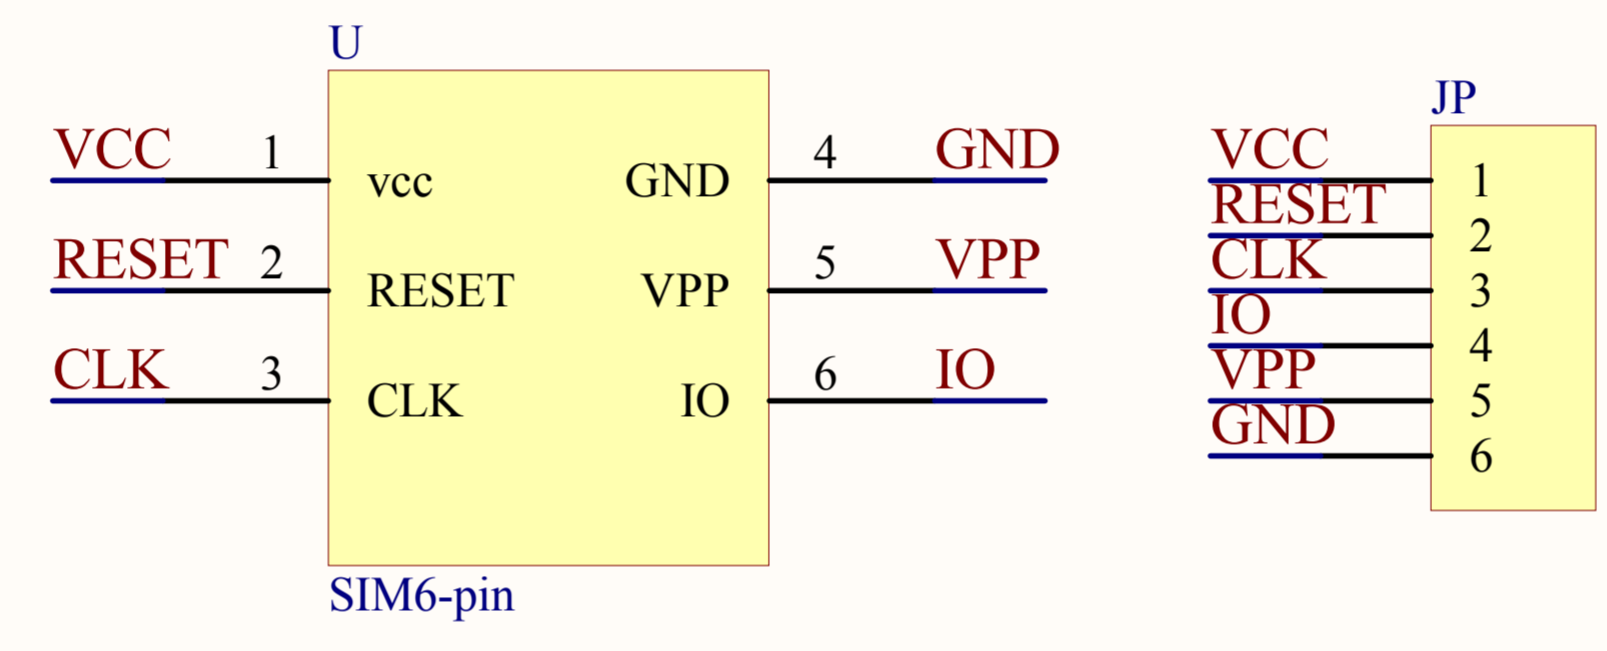 U
VCC 1 vcc GND 4 GND
RESET 2 RESET VPP 5 VPP
CLK 3 CLK IO 6 IO
SIM6-pin
JP
VCC 1
RESET 2
CLK 3
IO 4
VPP 5
GND 6